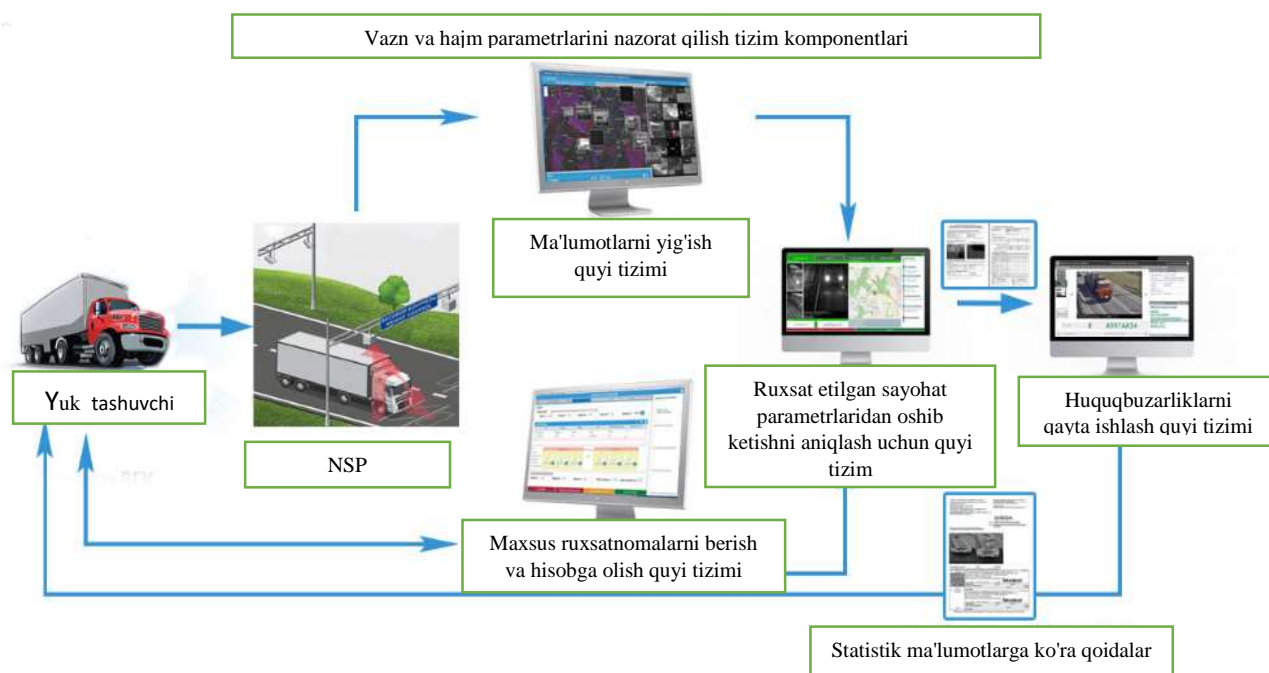 Vazn va hajm parametrlarini nazorat qilish tizim komponentlari
Ma'lumotlarni yig'ish
quyi tizimi
Yuk tashuvchi
NSP
Ruxsat etilgan sayohat
parametrlaridan oshib
ketishni aniqlash uchun quyi
tizim
Huquqbuzarliklarni
qayta ishlash quyi tizimi
Maxsus ruxsatnomalarni berish
va hisobga olish quyi tizimi
Statistik ma'lumotlarga ko'ra qoidalar